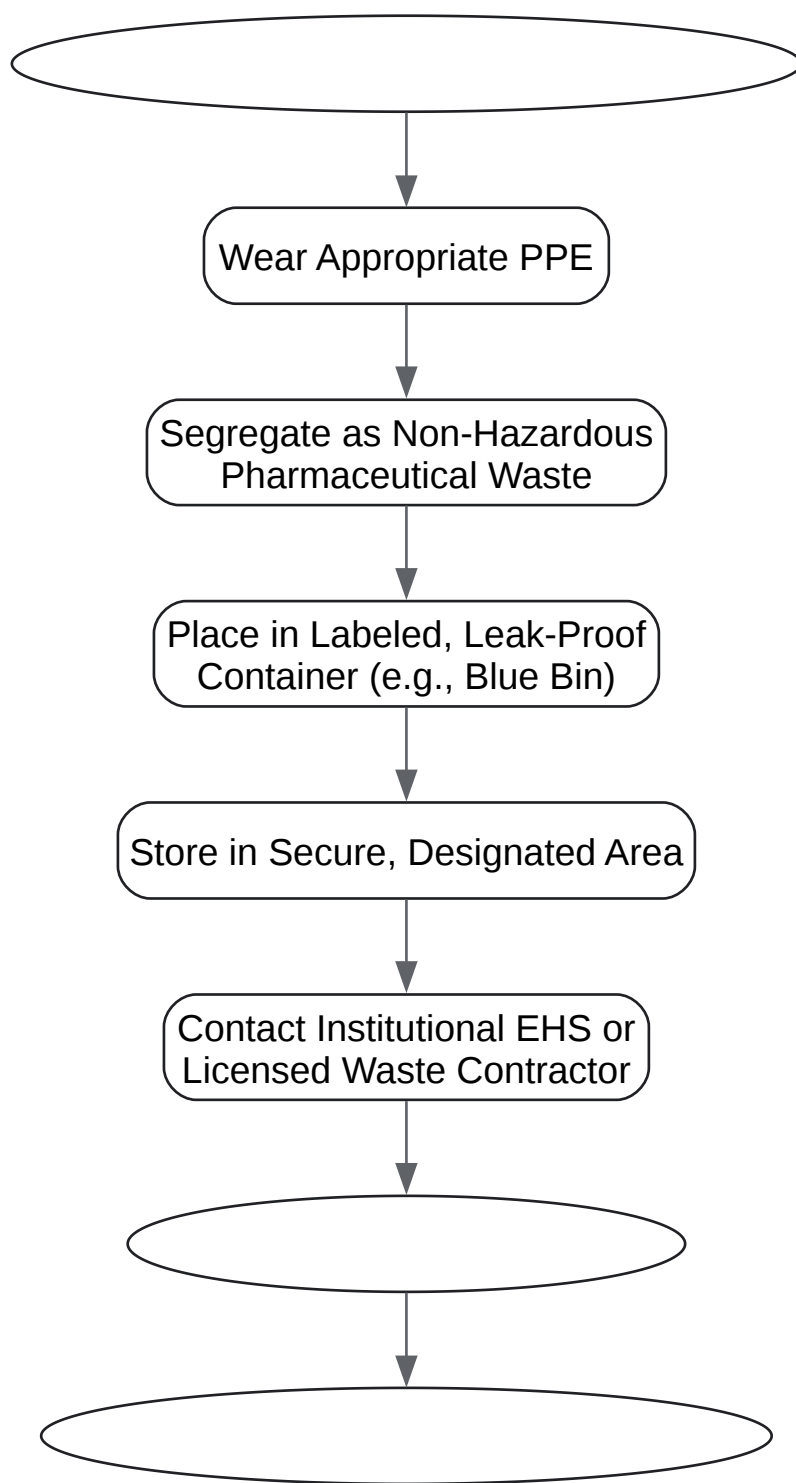 Wear Appropriate PPE
Segregate as Non-Hazardous
Pharmaceutical Waste
Place in Labeled, Leak-Proof
Container (e.g., Blue Bin)
Store in Secure, Designated Area
Contact Institutional EHS or
Licensed Waste Contractor